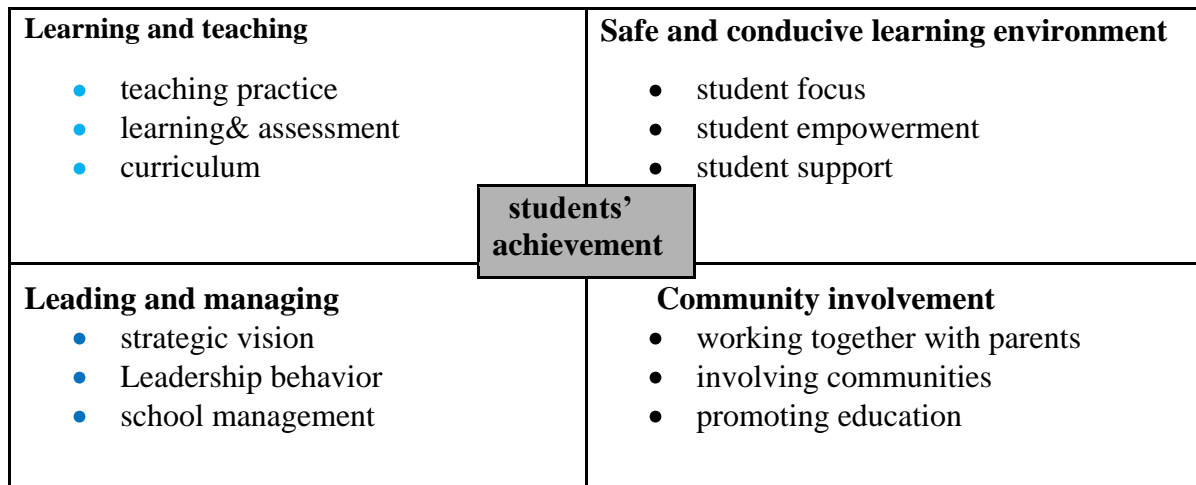 Learning and teaching
• teaching practice
• learning& assessment
• curriculum
Safe and conducive learning environment
• student focus
• student empowerment
• student support
students’
achievement
Leading and managing
• strategic vision
• Leadership behavior
• school management
Community involvement
• working together with parents
• involving communities
• promoting education